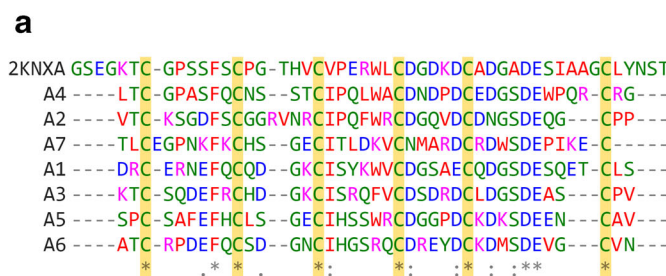 a
2KNXA GSEGKTC-GPSSFSCPG-THVCVPERWLCDGDKDCADGADESIAAGCLYNST
A4 ----LTC-GPASFQCNS--STCIPQLWACDNDPDCEDGSDEWPQR-CRG--
A2 ----VTC-KSGDFSCGGRVNRCIPQFWRCDGQVDCDNGSDEQG---CPP--
A7 ----TLCEGPNKFKCHS--GECITLDKVCNMARDCRDWSDEPIKE-C----
A1 ----DRC-ERNEFQCQD--GKCISYKWVCDGSAECQDGSDESQET-CLS--
A3 ----KTC-SQDEFRCHD--GKCISRQFVCDSDRDCLDGSDEAS---CPV--
A5 ----SPC-SAFEFHCLS--GECIHSSWRCDGGPDCKDKSDEEN---CAV--
A6 ----ATC-RPDEFQCSD--GNCIHGSRQCDREYDCKDMSDEVG---CVN--
* .* * . *: *: :* . :** *